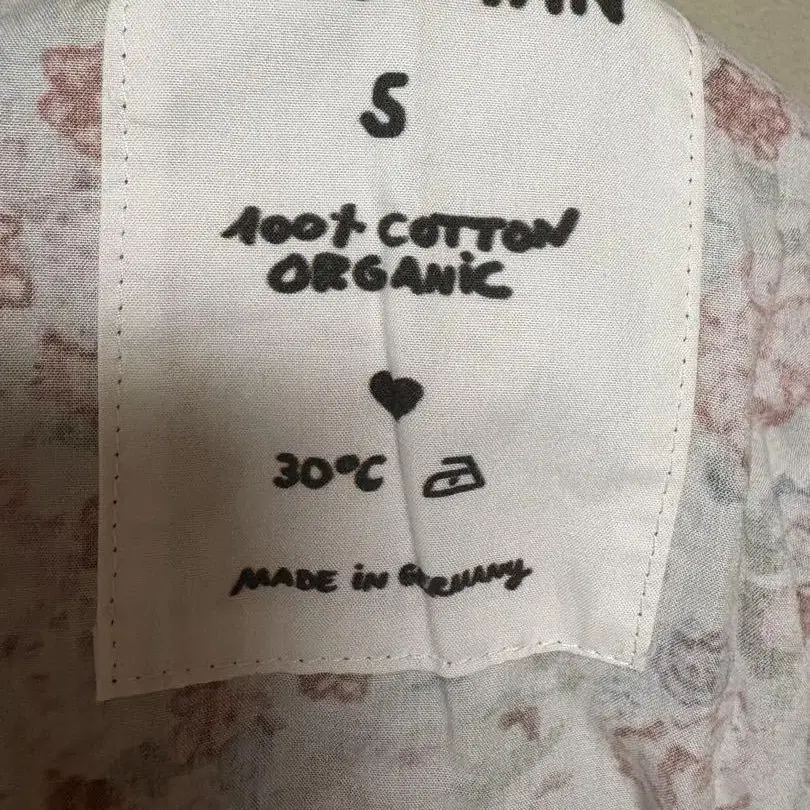 S
100% COTTON
ORGANIC
30°C
MADE iN GERMANY